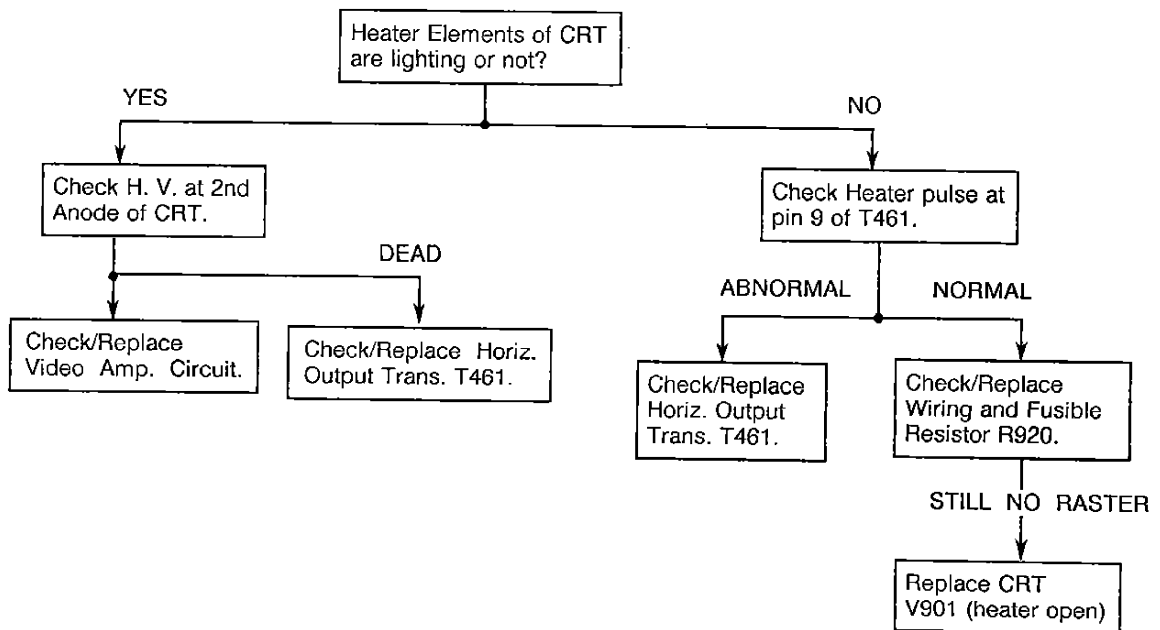 Heater Elements of CRT
are lighting or not?
YES
NO
Check H. V. at 2nd
Anode of CRT.
Check Heater pulse at
pin 9 of T461.
DEAD
ABNORMAL
NORMAL
Check/Replace
Video Amp. Circuit.
Check/Replace Horiz.
Output Trans. T461.
Check/Replace
Horiz. Output
Trans. T461.
Check/Replace
Wiring and Fusible
Resistor R920.
STILL NO RASTER
Replace CRT
V901 (heater open)